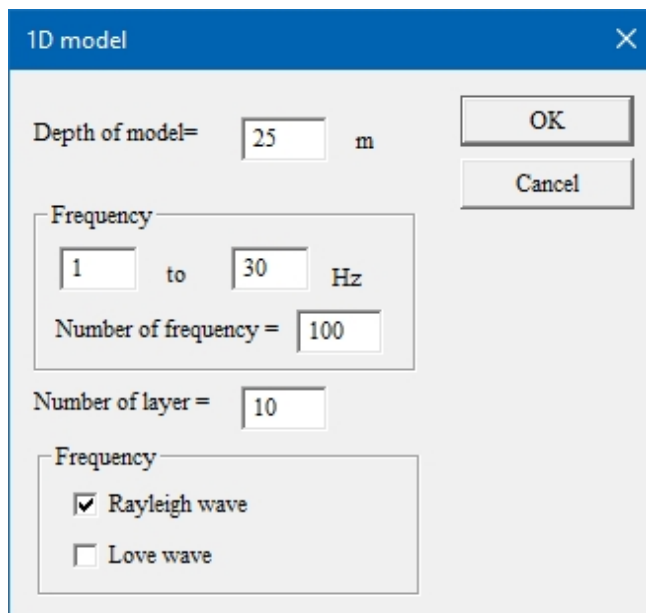 1D model
Depth of model= 25 m
OK
Cancel
Frequency
1 to 30 Hz
Number of frequency = 100
Number of layer = 10
Frequency
Rayleigh wave
Love wave